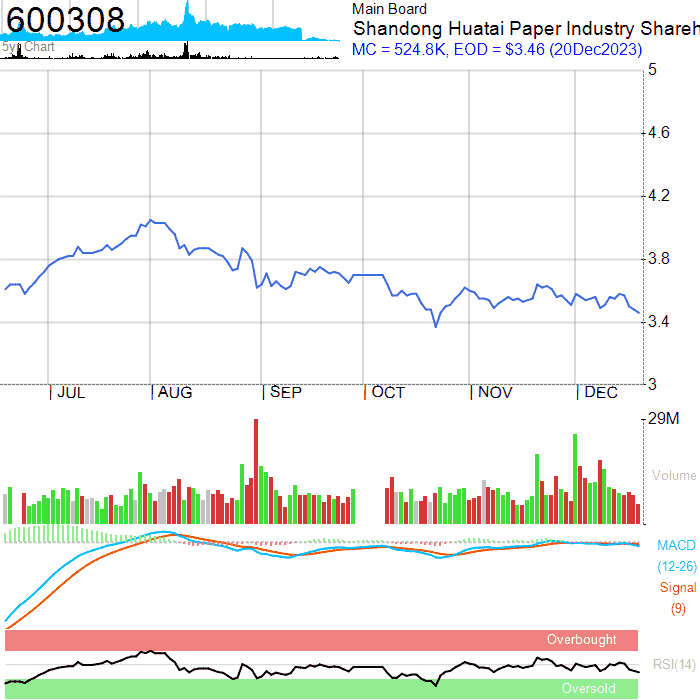 600308
5yr Chart
Main Board
Shandong Huatai Paper Industry Shareh
MC = 524.8K, EOD = $3.46 (20Dec2023)
5
4.6
4.2
3.8
3.4
3
JUL AUG SEP OCT NOV DEC
29M
Volume
MACD
(12-26)
Signal
(9)
Overbought
RSI(14)
Oversold